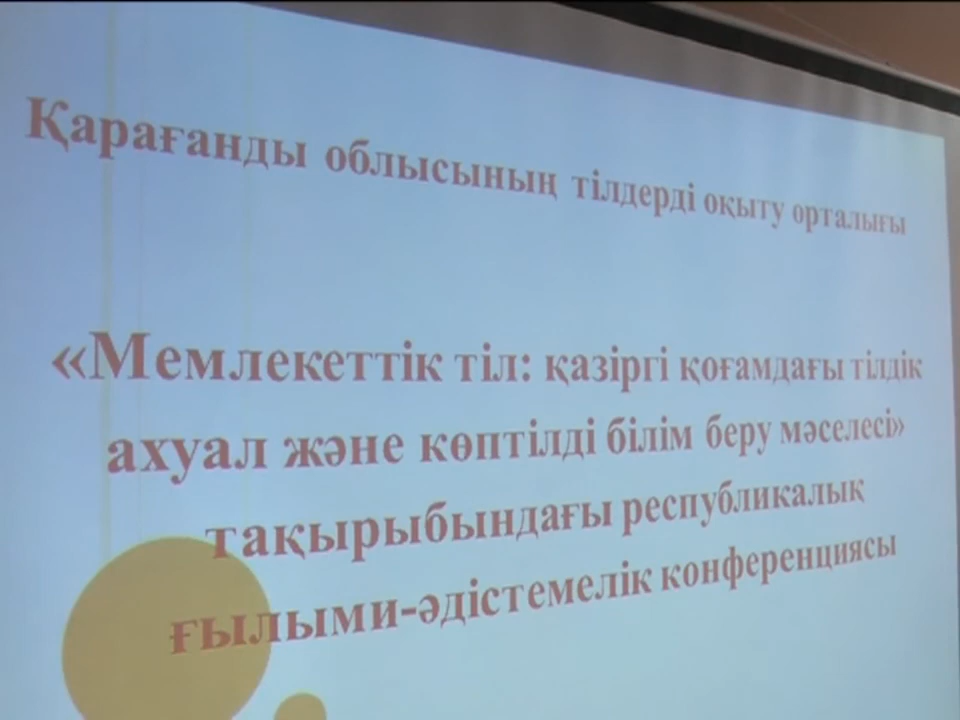 Қарағанды облысының тілдерді оқыту орталығы
«Мемлекеттік тіл: қазіргі қоғамдағы тілдік
ахуал және көптілді білім беру мәселесі»
тақырыбындағы республикалық
ғылыми-әдістемелік конференциясы